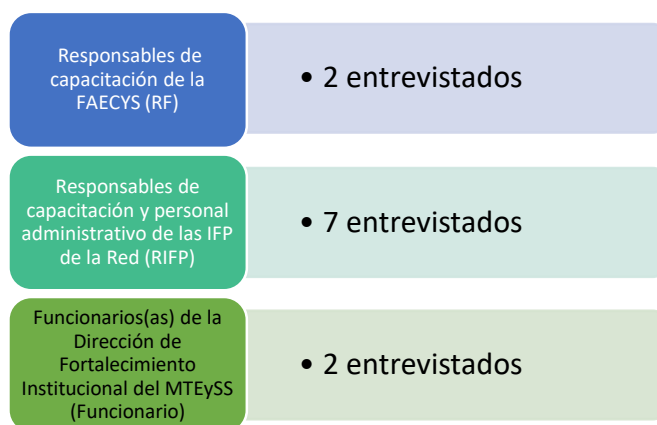 Responsables de
capacitación de la
FAECYS (RF)
• 2 entrevistados
Responsables de
capacitación y personal
administrativo de las IFP
de la Red (RIFP)
• 7 entrevistados
Funcionarios(as) de la
Dirección de
Fortalecimiento
Institucional del MTEySS
(Funcionario)
• 2 entrevistados